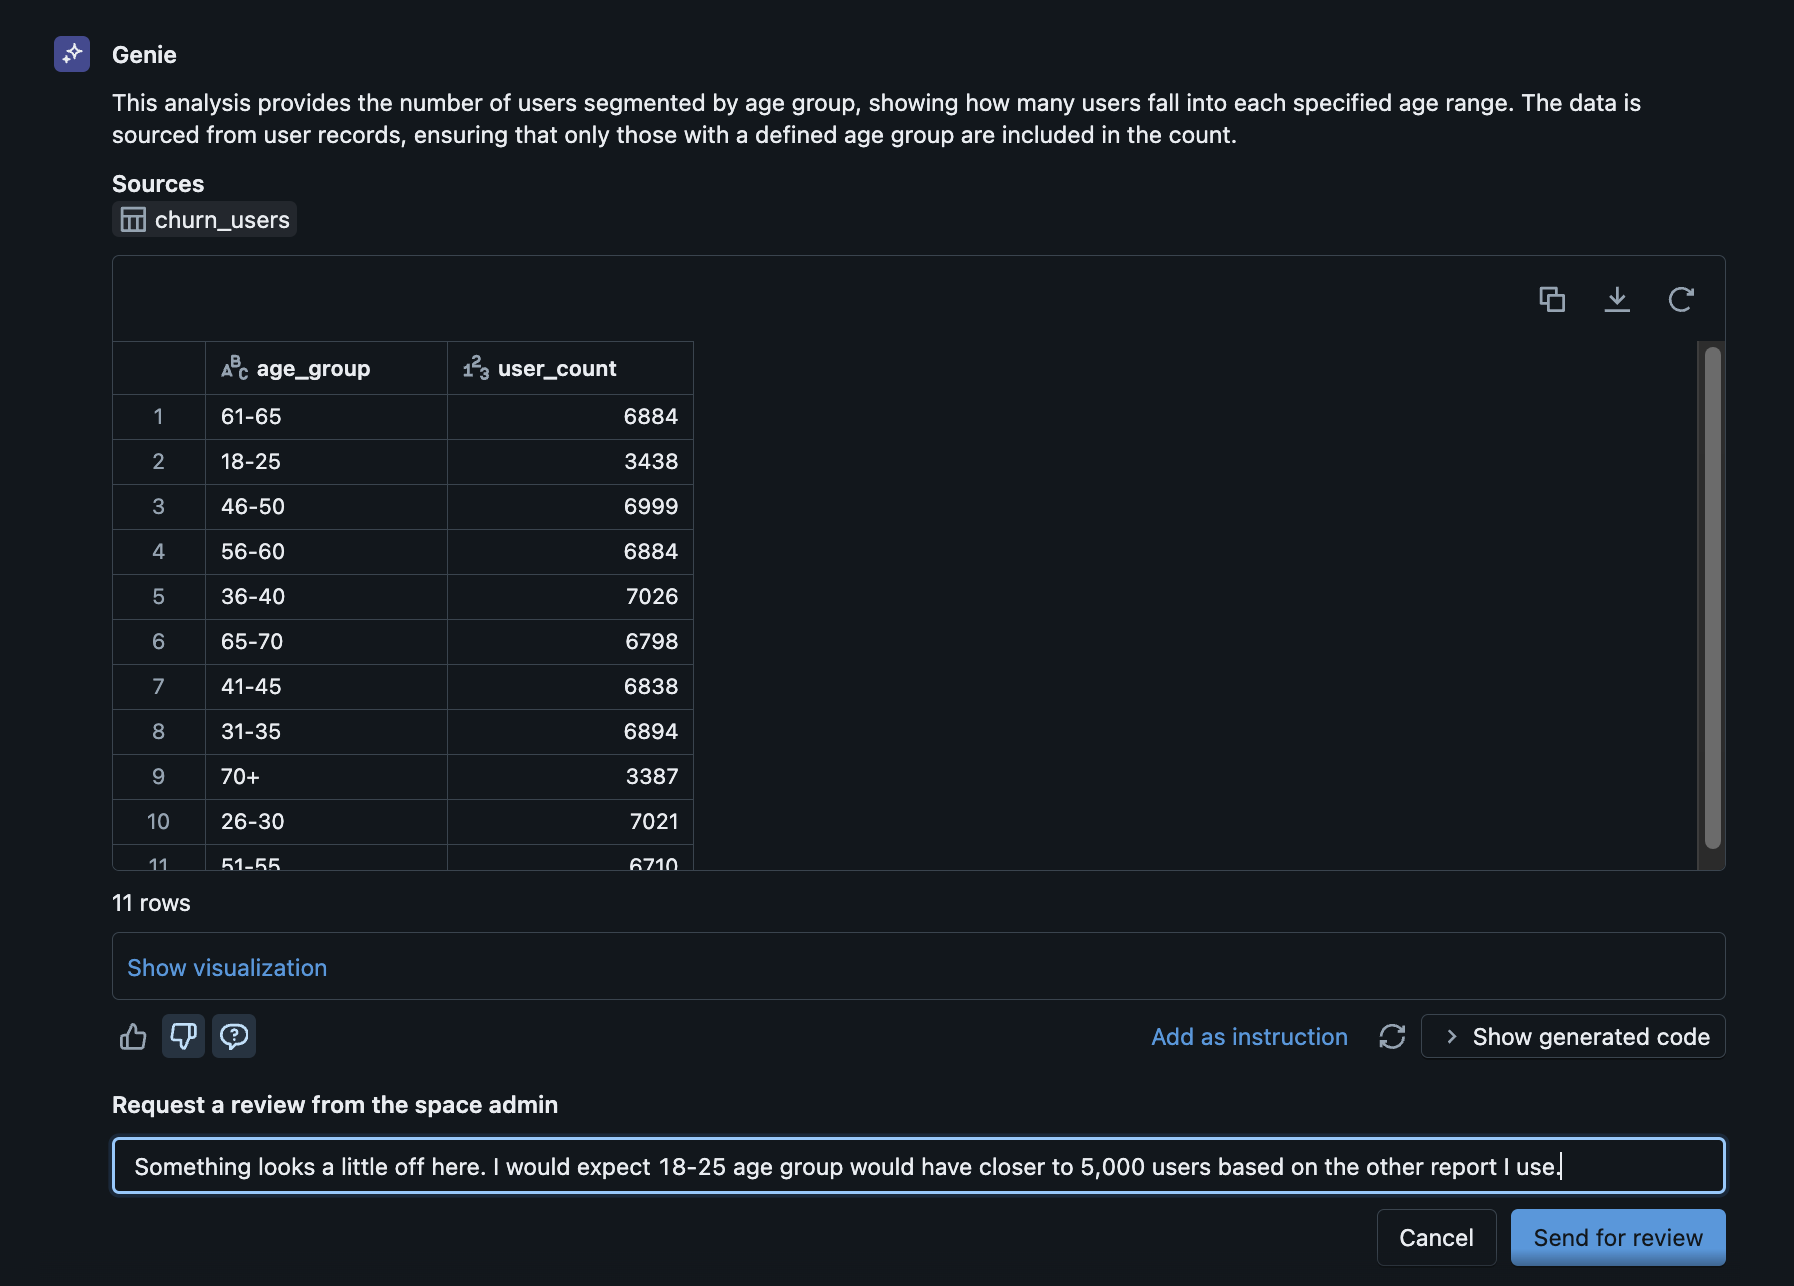 Genie
This analysis provides the number of users segmented by age group, showing how many users fall into each specified age range. The data is
sourced from user records, ensuring that only those with a defined age group are included in the count.
Sources
churn_users
ABC age_group 123 user_count
1 61-65 6884
2 18-25 3438
3 46-50 6999
4 56-60 6884
5 36-40 7026
6 65-70 6798
7 41-45 6838
8 31-35 6894
9 70+ 3387
10 26-30 7021
11 51-55 6710
11 rows
Show visualization
Add as instruction Show generated code
Request a review from the space admin
Something looks a little off here. I would expect 18-25 age group would have closer to 5,000 users based on the other report I use.
Cancel Send for review